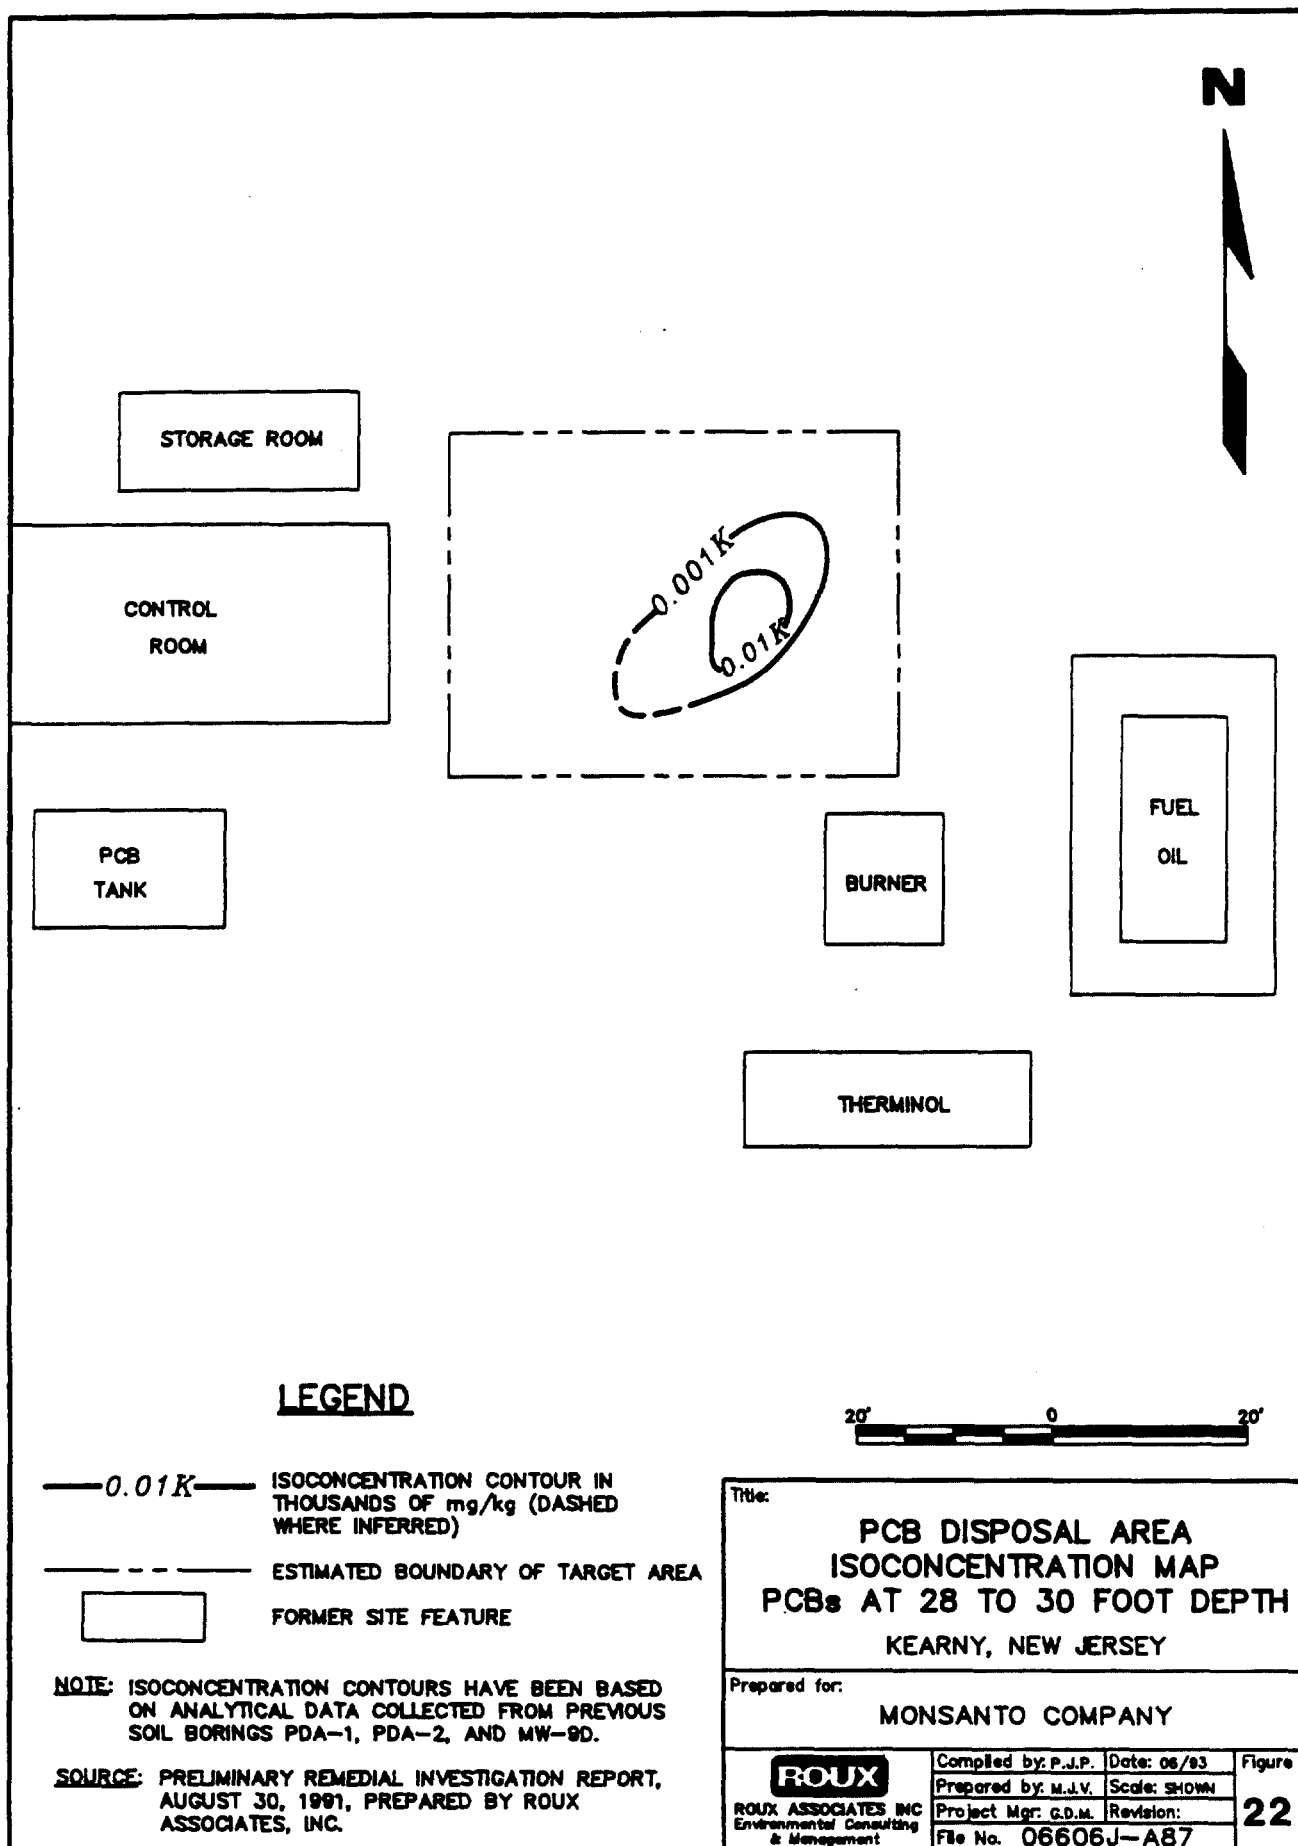 N
STORAGE ROOM
0.001K
0.01K
CONTROL
ROOM
PCB
TANK
BURNER
FUEL
OIL
THERMINOL
LEGEND
0.01K
ISOCONCENTRATION CONTOUR IN
THOUSANDS OF mg/kg (DASHED
WHERE INFERRED)
ESTIMATED BOUNDARY OF TARGET AREA
FORMER SITE FEATURE
NOTE: ISOCONCENTRATION CONTOURS HAVE BEEN BASED
ON ANALYTICAL DATA COLLECTED FROM PREVIOUS
SOIL BORINGS PDA-1, PDA-2, AND MW-9D.
SOURCE: PRELIMINARY REMEDIAL INVESTIGATION REPORT,
AUGUST 30, 1991, PREPARED BY ROUX
ASSOCIATES, INC.
20' 0 20'
Title:
PCB DISPOSAL AREA
ISOCONCENTRATION MAP
PCBs AT 28 TO 30 FOOT DEPTH
KEARNY, NEW JERSEY
Prepared for:
MONSANTO COMPANY
ROUX
ROUX ASSOCIATES INC
Environmental Consulting
& Management
Compiled by: P.J.P. Date: 06/93
Prepared by: M.J.V. Scale: SHOWN
Project Mgr: G.D.M. Revision:
File No. 06606J-A87
Figure
22